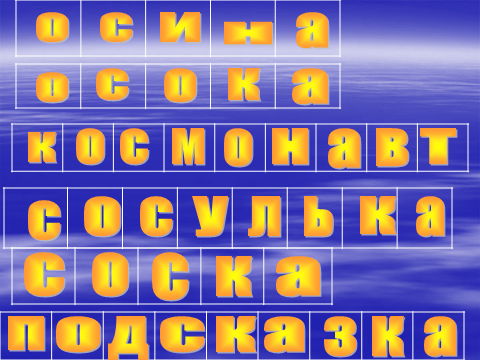 осина
осока
космонавт
сосулька
соска
подсказка